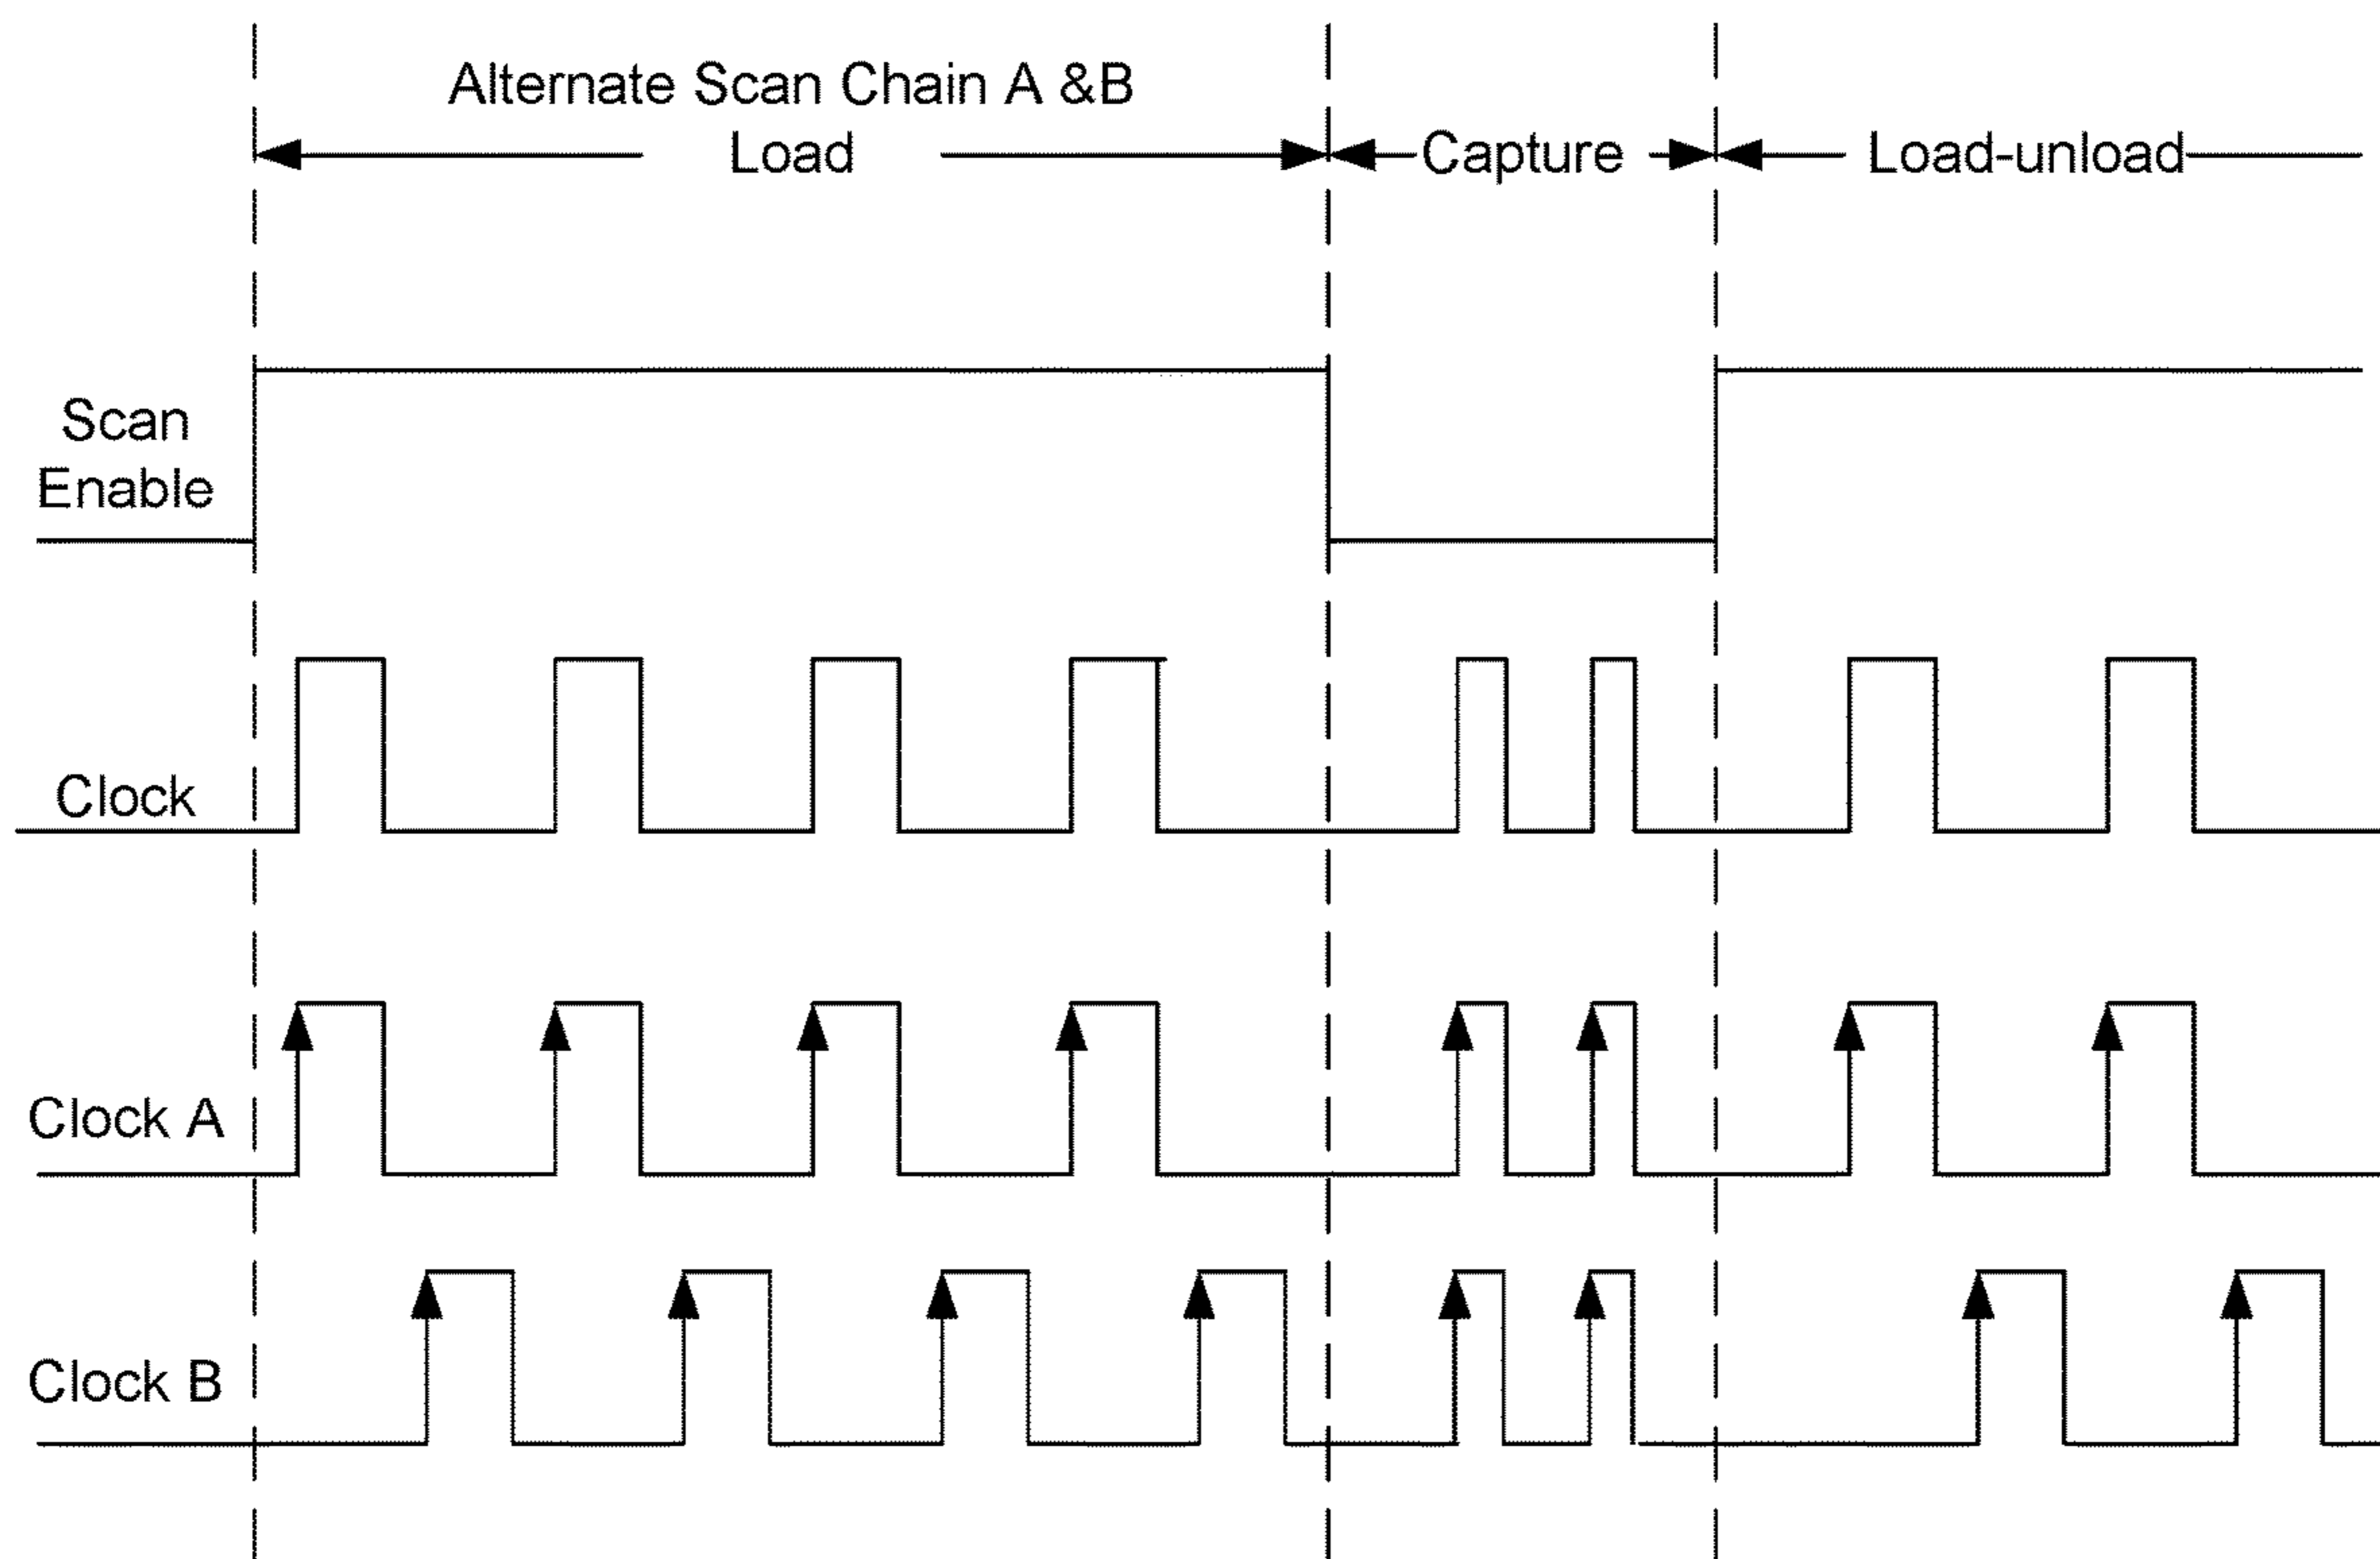 Alternate Scan Chain A &B
Load
Capture
Load-unload
Scan
Enable
Clock
Clock A
Clock B